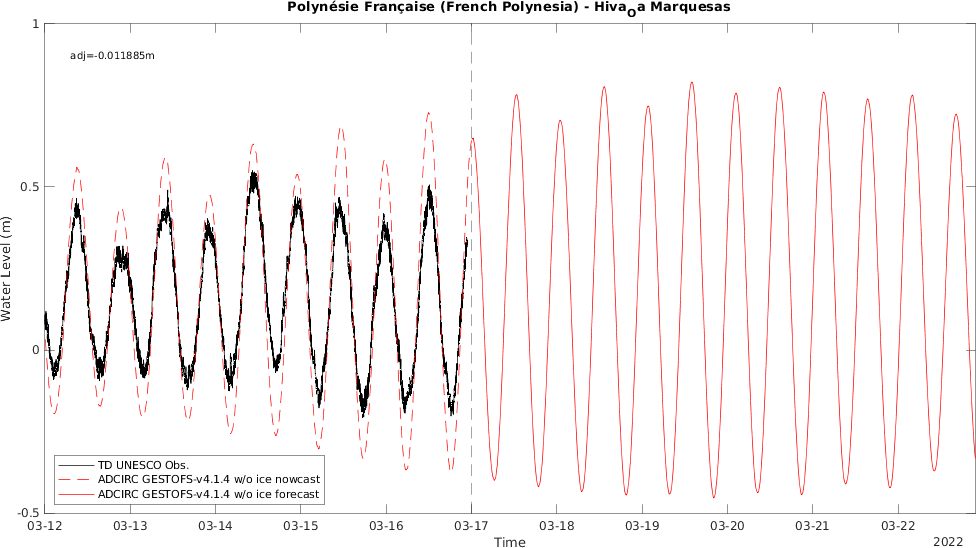 Polynésie Française (French Polynesia) - Hiva_Oa Marquesas
1
adj=-0.011885m
0.5
Water Level (m)
0
TD UNESCO Obs.
ADCIRC GESTOFS-v4.1.4 w/o ice nowcast
ADCIRC GESTOFS-v4.1.4 w/o ice forecast
-0.5
03-12 03-13 03-14 03-15 03-16 03-17 03-18 03-19 03-20 03-21 03-22
Time
2022